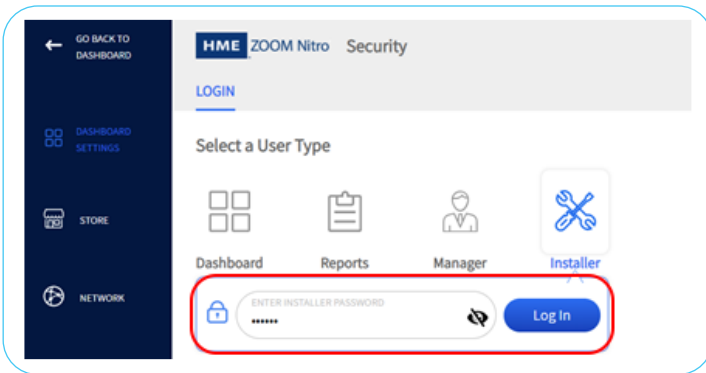 GO BACK TO
DASHBOARD
HME ZOOM Nitro Security
LOGIN
DASHBOARD
SETTINGS
Select a User Type
STORE
Dashboard Reports Manager Installer
NETWORK
ENTER INSTALLER PASSWORD
••••••
Log In